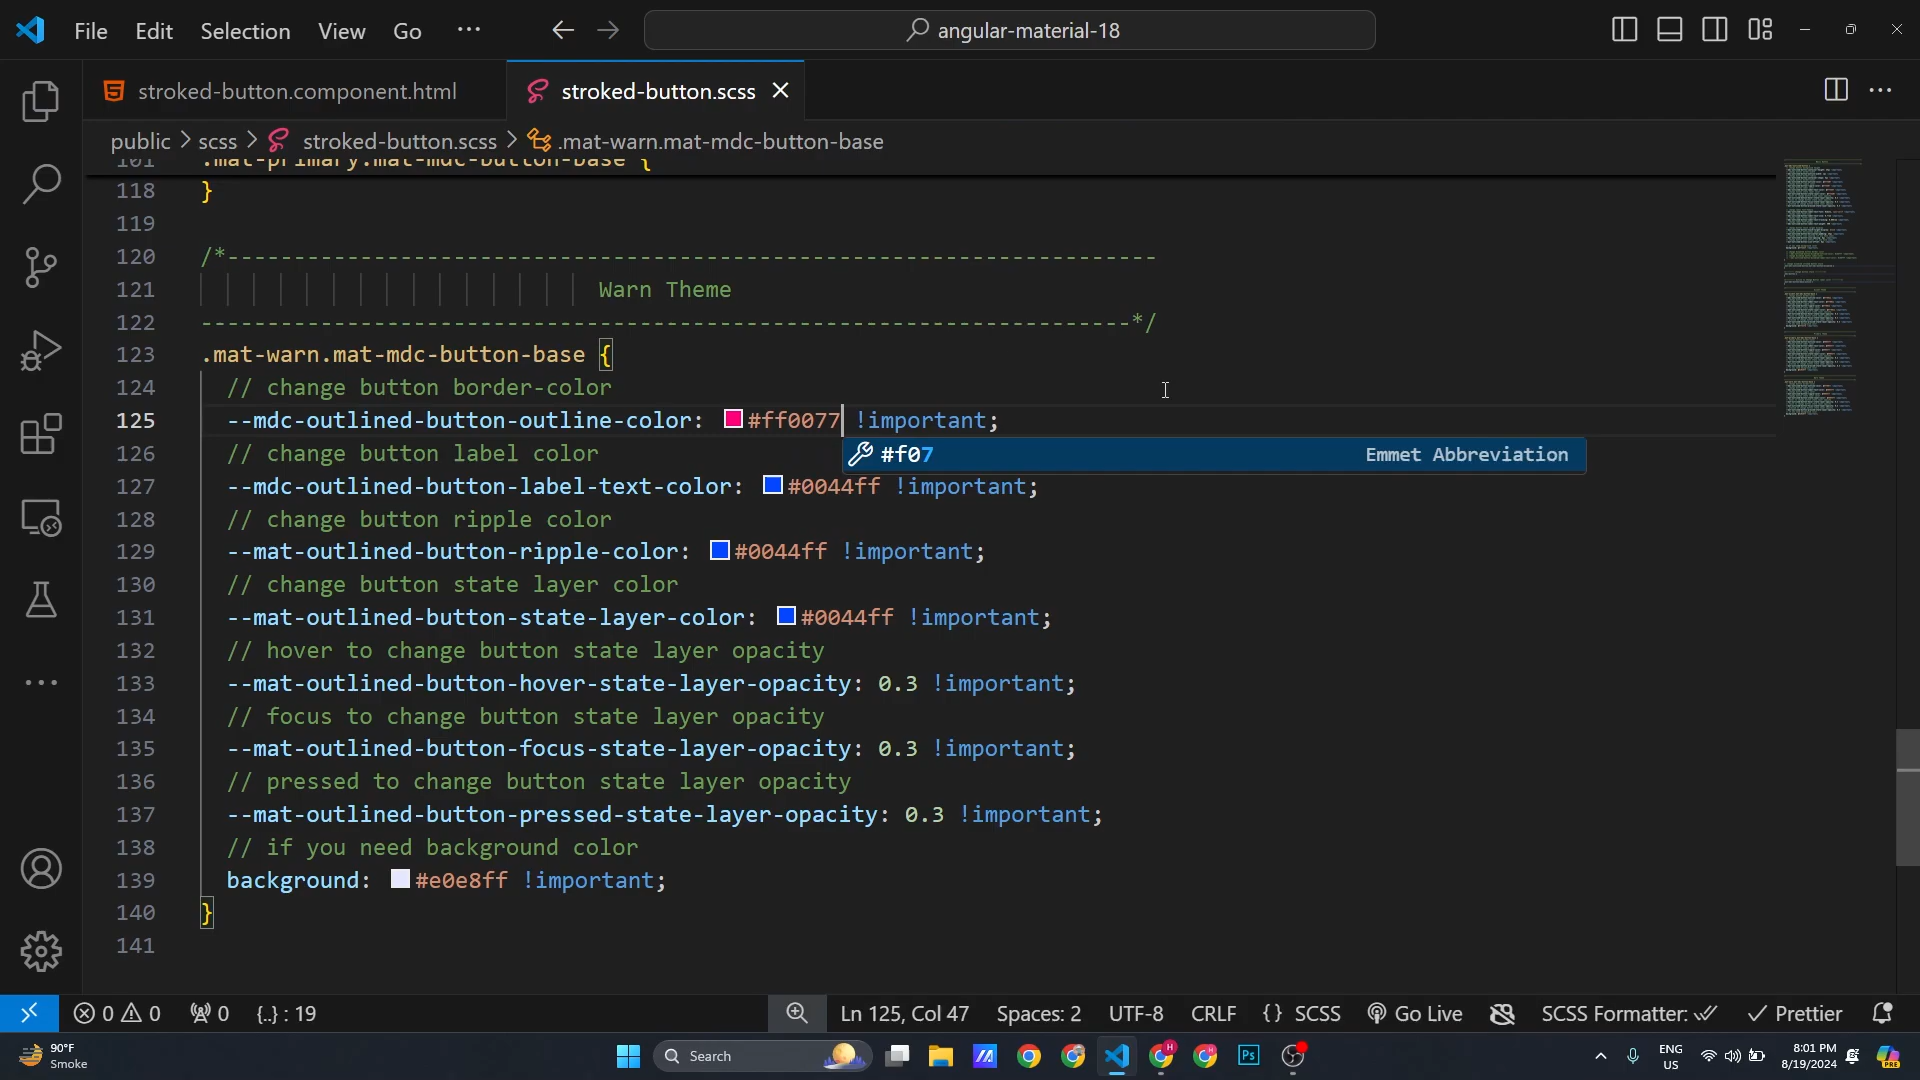 File Edit Selection View Go ··· angular-material-18
stroked-button.component.html stroked-button.scss
public > scss > stroked-button.scss > .mat-warn.mat-mdc-button-base
101 .mat-primary.mat-mdc-button-base {
118 }
119
120 /*----------------------------------------------------------------------
121 Warn Theme
122 ----------------------------------------------------------------------*/
123 .mat-warn.mat-mdc-button-base {
124 // change button border-color
125 --mdc-outlined-button-outline-color: #ff0077 !important;
#f07 Emmet Abbreviation
126 // change button label color
127 --mdc-outlined-button-label-text-color: #0044ff !important;
128 // change button ripple color
129 --mat-outlined-button-ripple-color: #0044ff !important;
130 // change button state layer color
131 --mat-outlined-button-state-layer-color: #0044ff !important;
132 // hover to change button state layer opacity
133 --mat-outlined-button-hover-state-layer-opacity: 0.3 !important;
134 // focus to change button state layer opacity
135 --mat-outlined-button-focus-state-layer-opacity: 0.3 !important;
136 // pressed to change button state layer opacity
137 --mat-outlined-button-pressed-state-layer-opacity: 0.3 !important;
138 // if you need background color
139 background: #e0e8ff !important;
140 }
141
0 0 0 {..} : 19 Ln 125, Col 47 Spaces: 2 UTF-8 CRLF {} SCSS Go Live SCSS Formatter: Prettier
90°F
Smoke
Search
Ps
ENG
US
8:01 PM
8/19/2024